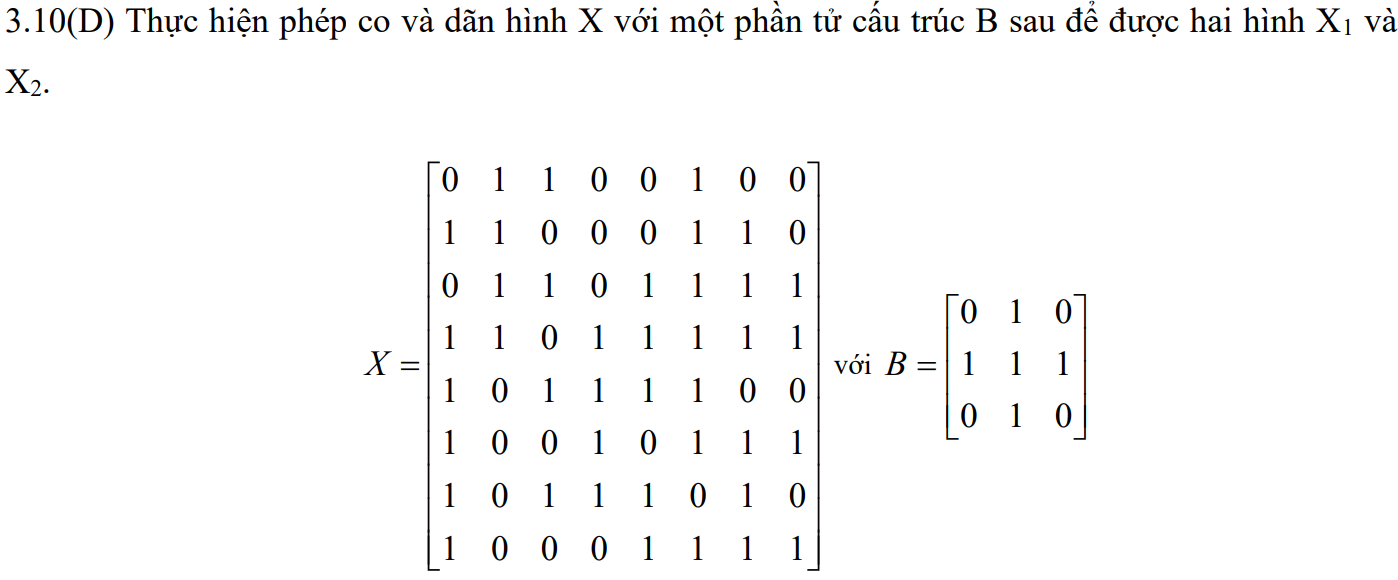 3.10(D) Thực hiện phép co và dãn hình X với một phần tử cấu trúc B sau để được hai hình X₁ và
X₂.
0 1 1 0 0 1 0 0
1 1 0 0 0 1 1 0
0 1 1 0 1 1 1 1
1 1 0 1 1 1 1 1
X = với B =
1 0 1 1 1 1 0 0
1 0 0 1 0 1 1 1
1 0 1 1 1 0 1 0
1 0 0 0 1 1 1 1
0 1 0
1 1 1
0 1 0